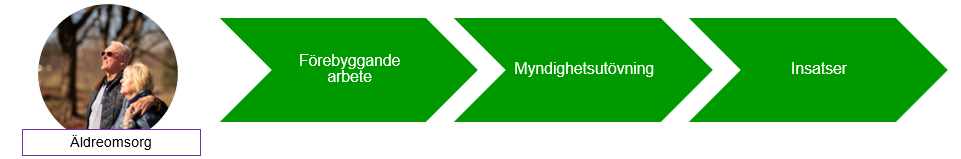 Förebyggande
arbete
Myndighetsutövning
Insatser
Äldreomsorg